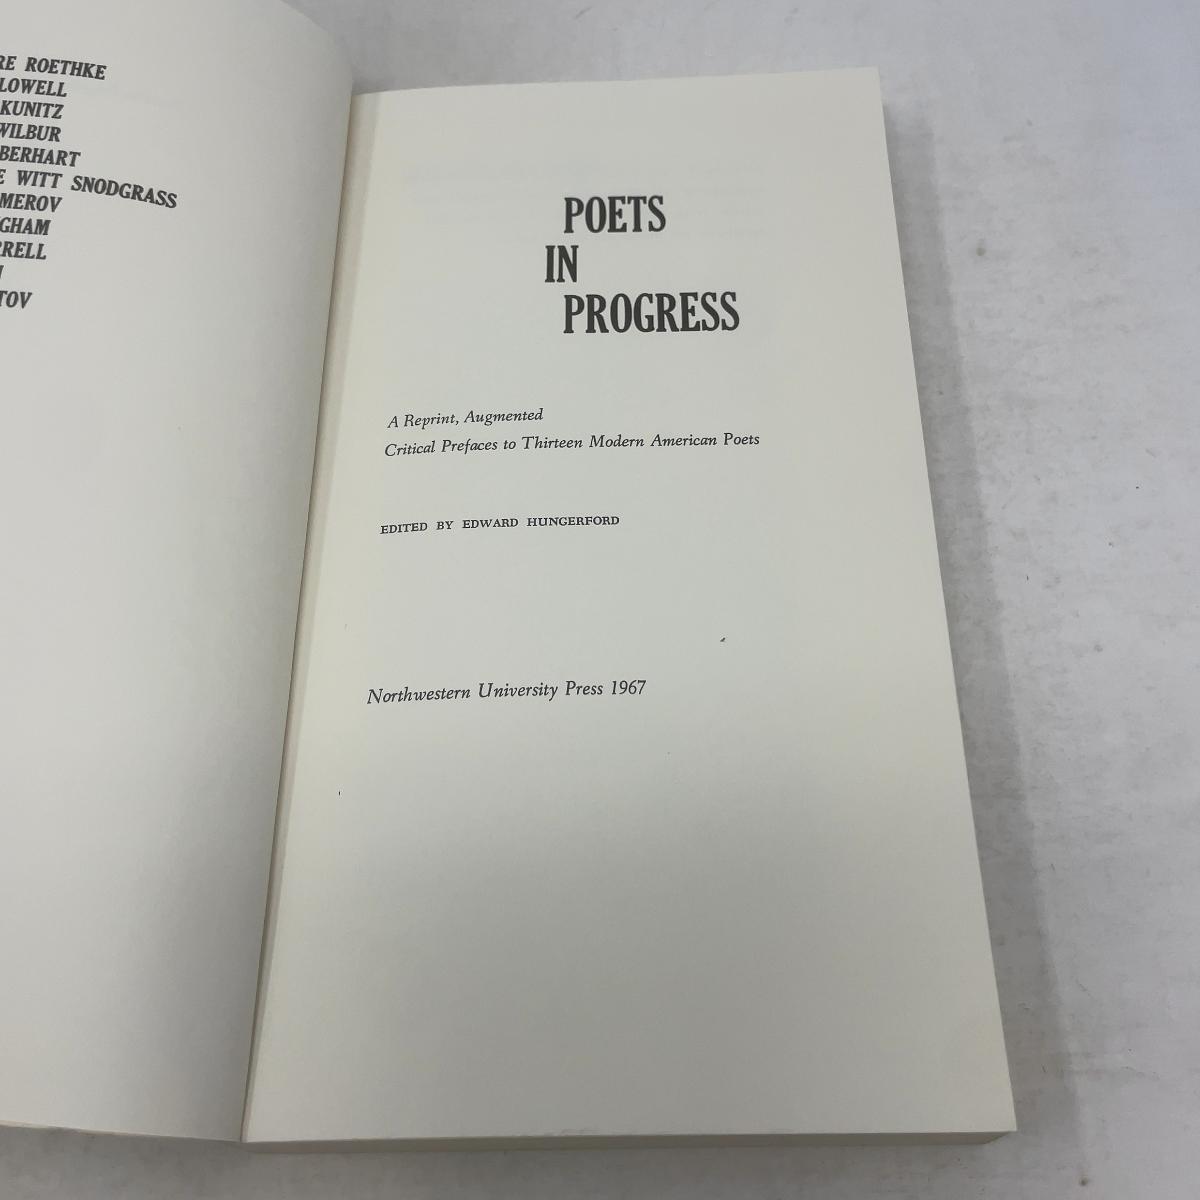 RE ROETHKE
LOWELL
KUNITZ
WILBUR
BERHART
E WITT SNODGRASS
MEROV
GHAM
RRELL
TOV
POETS
IN
PROGRESS
A Reprint, Augmented
Critical Prefaces to Thirteen Modern American Poets
EDITED BY EDWARD HUNGERFORD
Northwestern University Press 1967